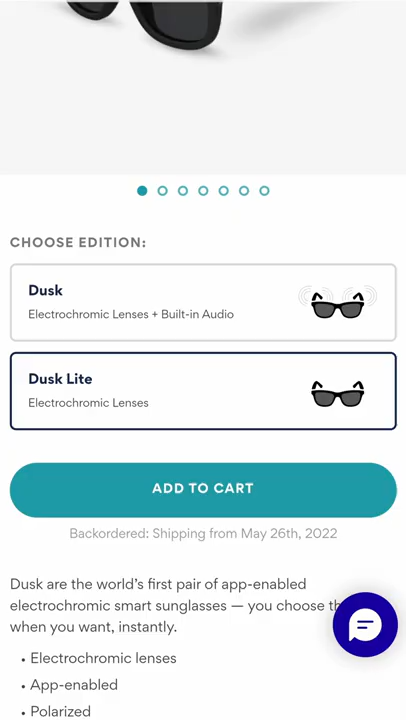 CHOOSE EDITION:
Dusk
Electrochromic Lenses + Built-in Audio
Dusk Lite
Electrochromic Lenses
ADD TO CART
Backordered: Shipping from May 26th, 2022
Dusk are the world’s first pair of app-enabled
electrochromic smart sunglasses — you choose
when you want, instantly.
• Electrochromic lenses
• App-enabled
• Polarized